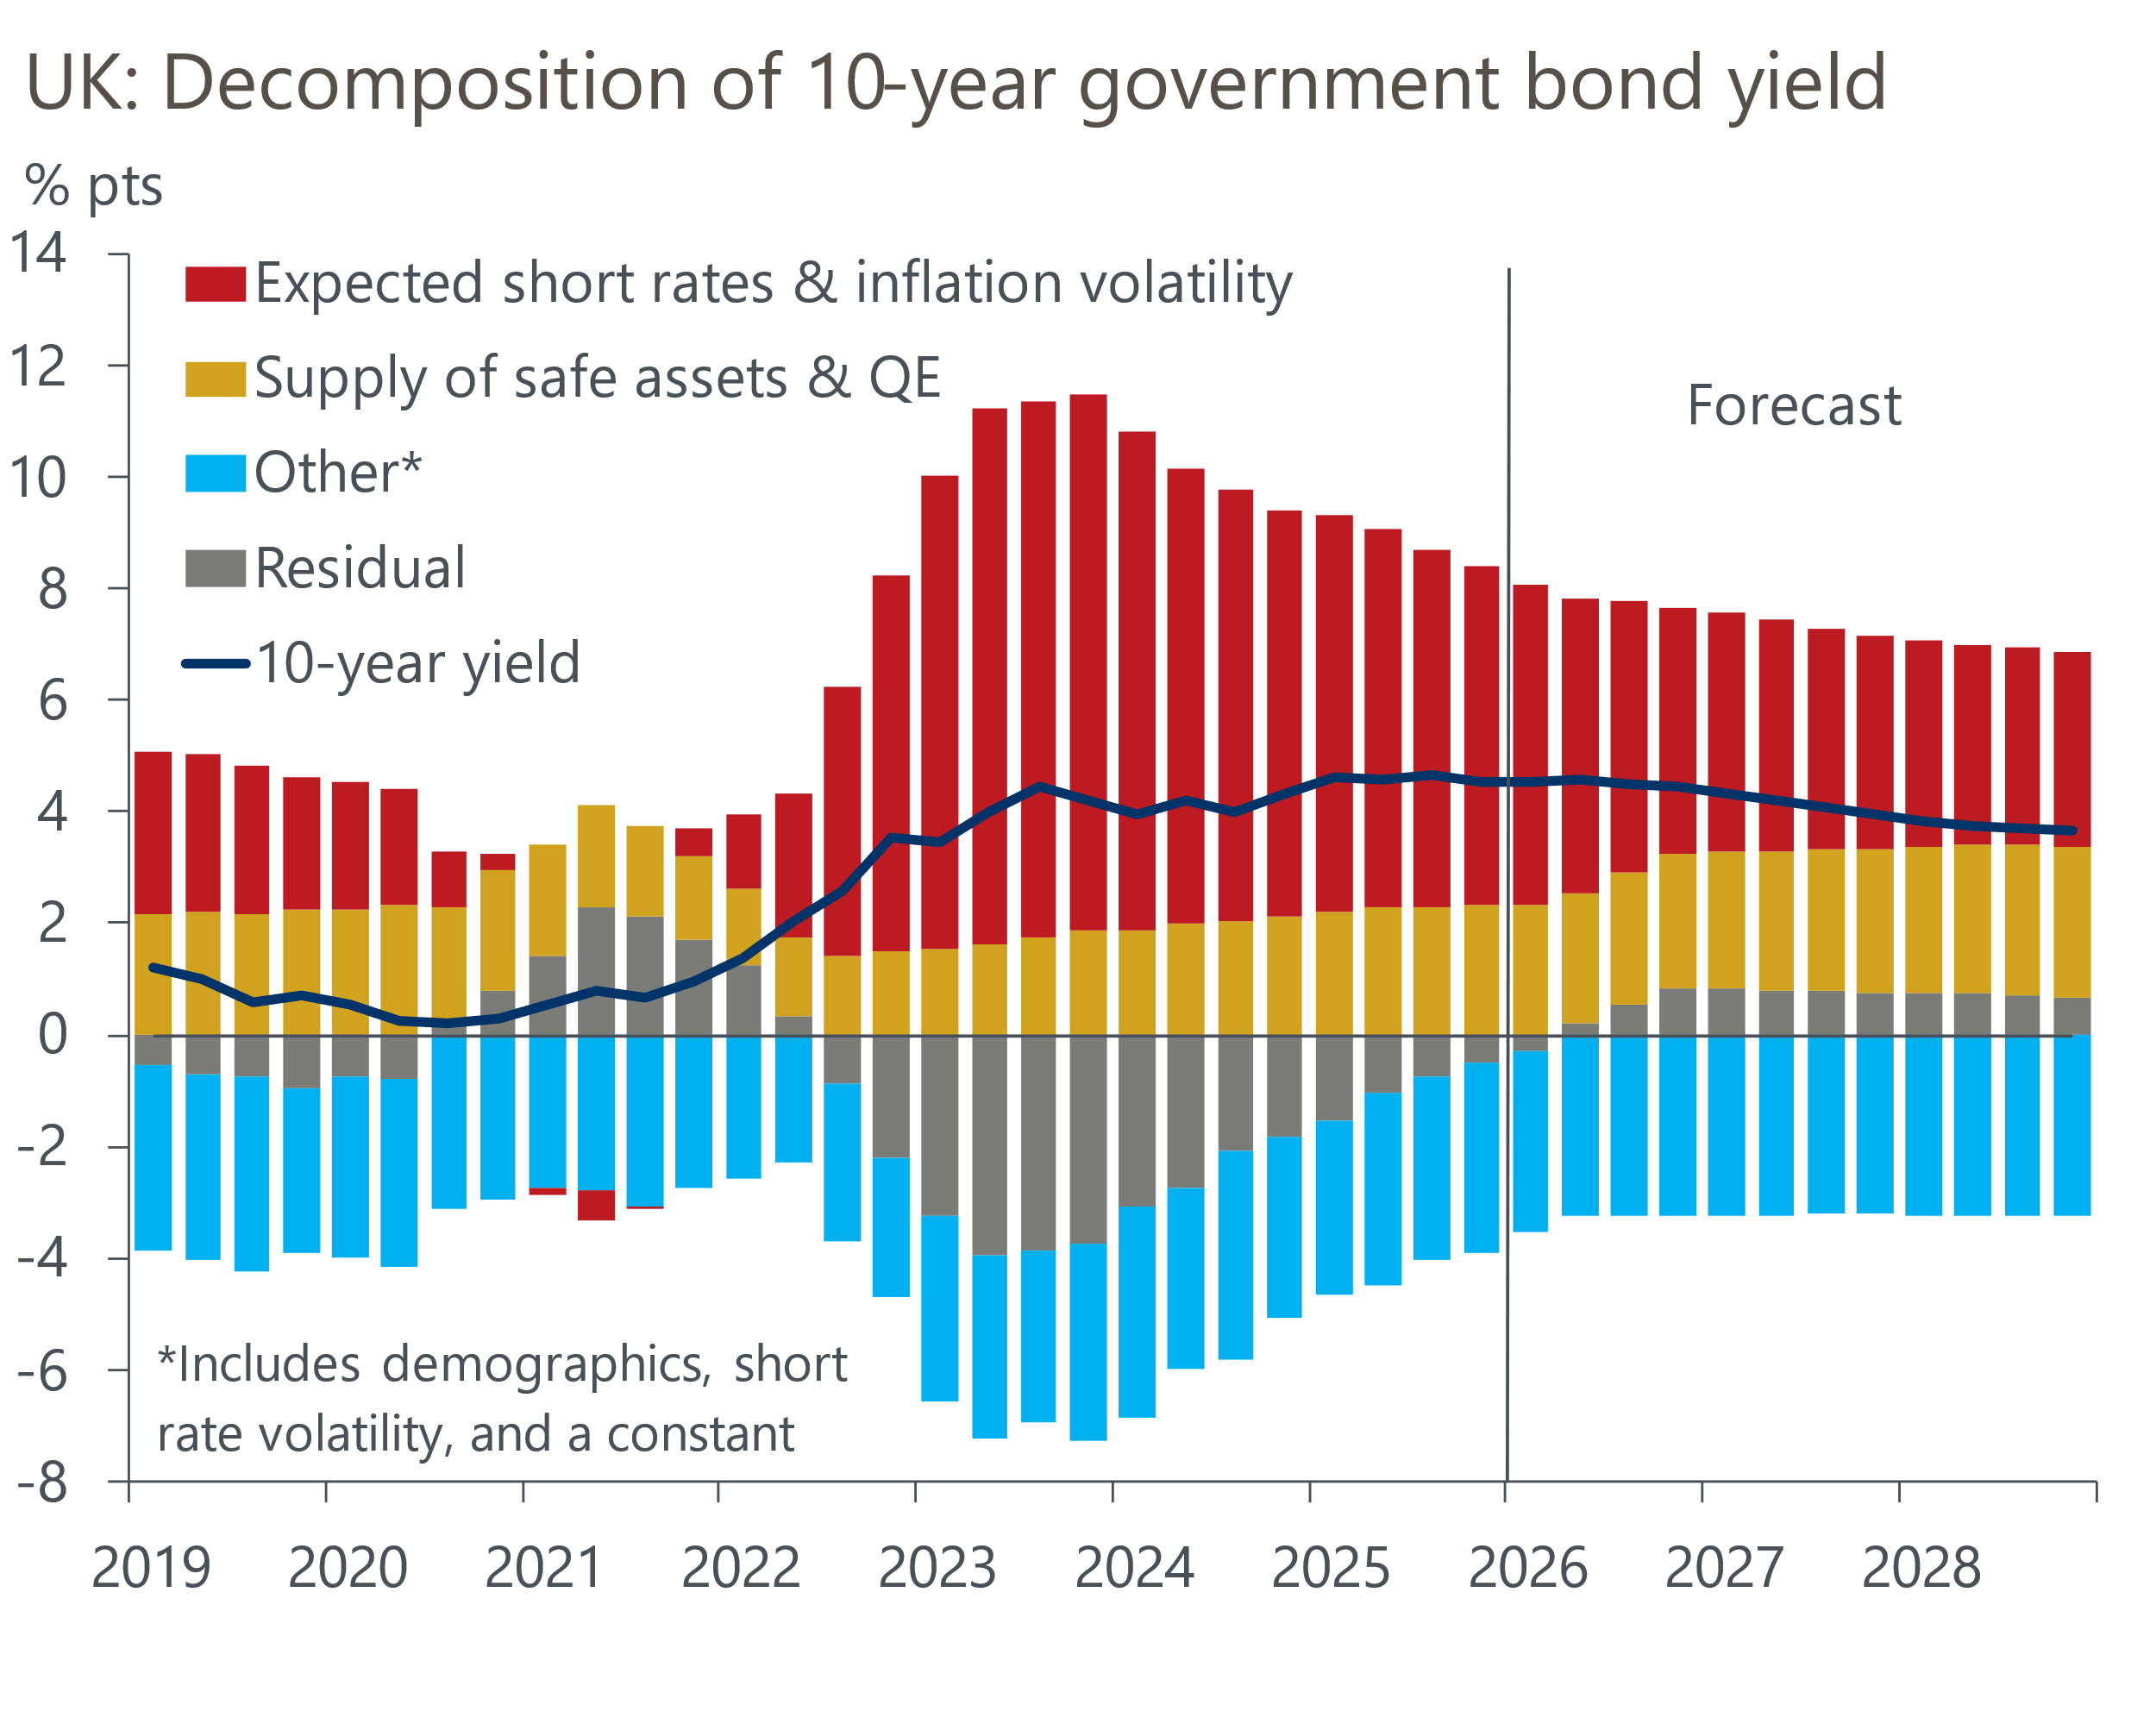 UK: Decomposition of 10-year government bond yield
% pts
14
12
10
8
6
4
2
0
-2
-4
-6
-8
Expected short rates & inflation volatility
Supply of safe assets & QE
Other*
Residual
10-year yield
Forecast
*Includes demographics, short
rate volatility, and a constant
2019 2020 2021 2022 2023 2024 2025 2026 2027 2028